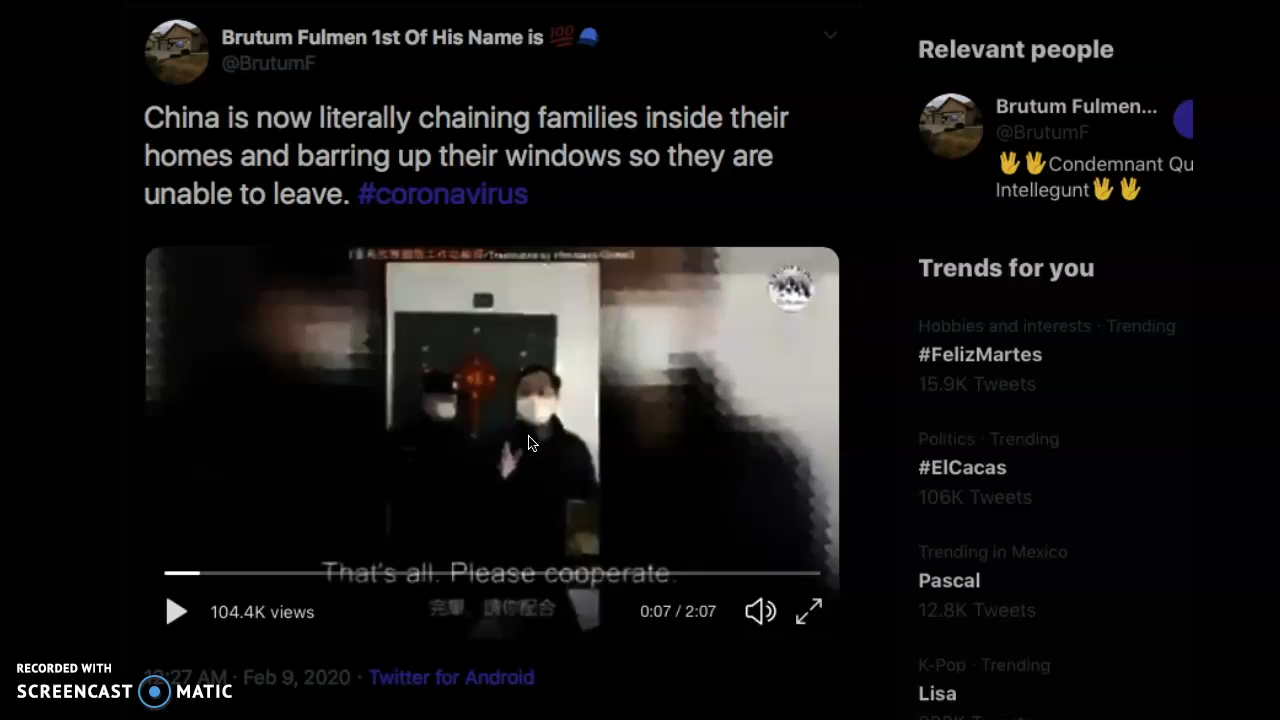 Brutum Fulmen 1st Of His Name is 💯🧢
@BrutumF
China is now literally chaining families inside their
homes and barring up their windows so they are
unable to leave. #coronavirus
That's all. Please cooperate.
完畢 請你配合
104.4K views
0:07 / 2:07
:27 AM · Feb 9, 2020 · Twitter for Android
Relevant people
Brutum Fulmen...
@BrutumF
🖖🖖Condemnant Qu
Intellegunt🖖🖖
Trends for you
Hobbies and interests · Trending
#FelizMartes
15.9K Tweets
Politics · Trending
#ElCacas
106K Tweets
Trending in Mexico
Pascal
12.8K Tweets
K-Pop · Trending
Lisa
RECORDED WITH
SCREENCAST MATIC